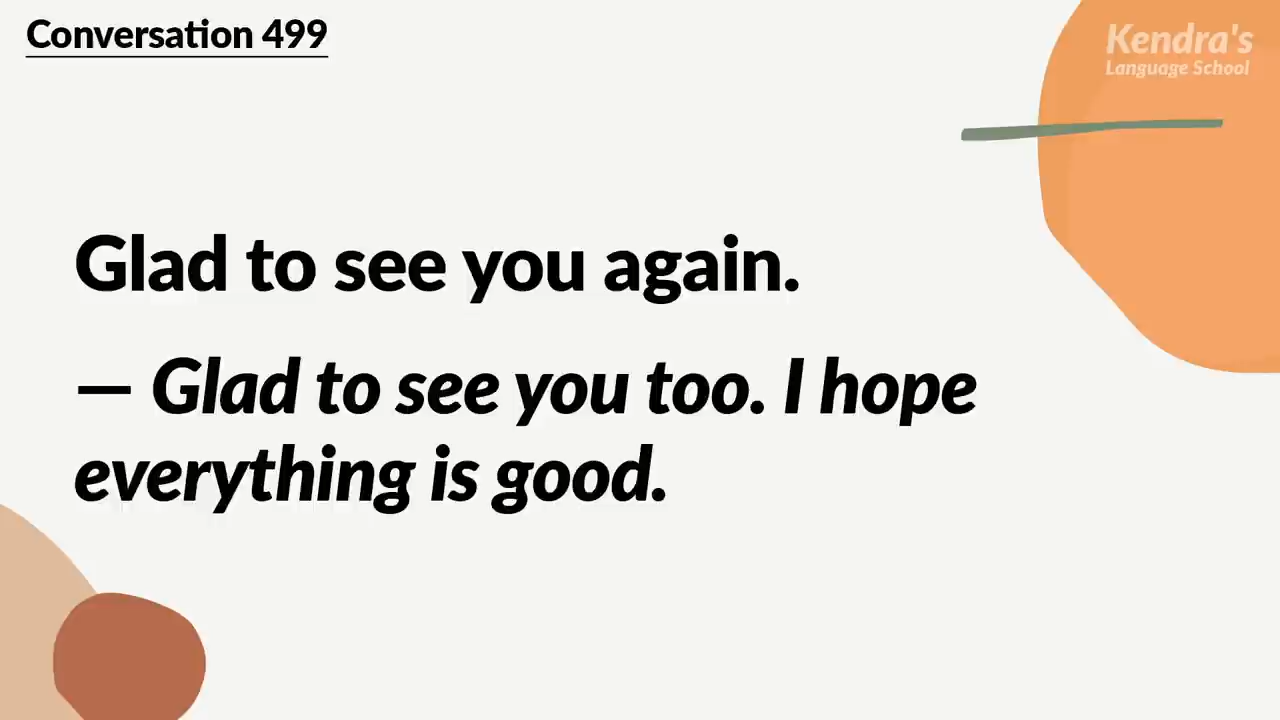 Conversation 499
Kendra's
Language School
Glad to see you again.
— Glad to see you too. I hope
everything is good.